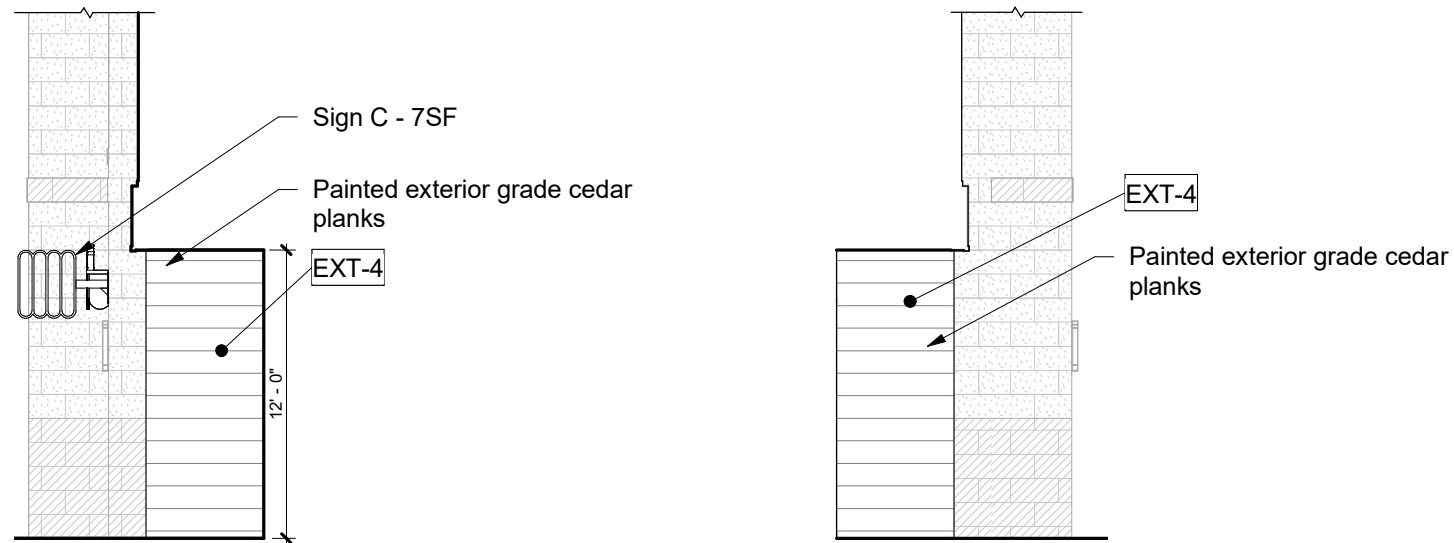 Sign C - 7SF
Painted exterior grade cedar
planks
EXT-4
12' - 0"
EXT-4
Painted exterior grade cedar
planks